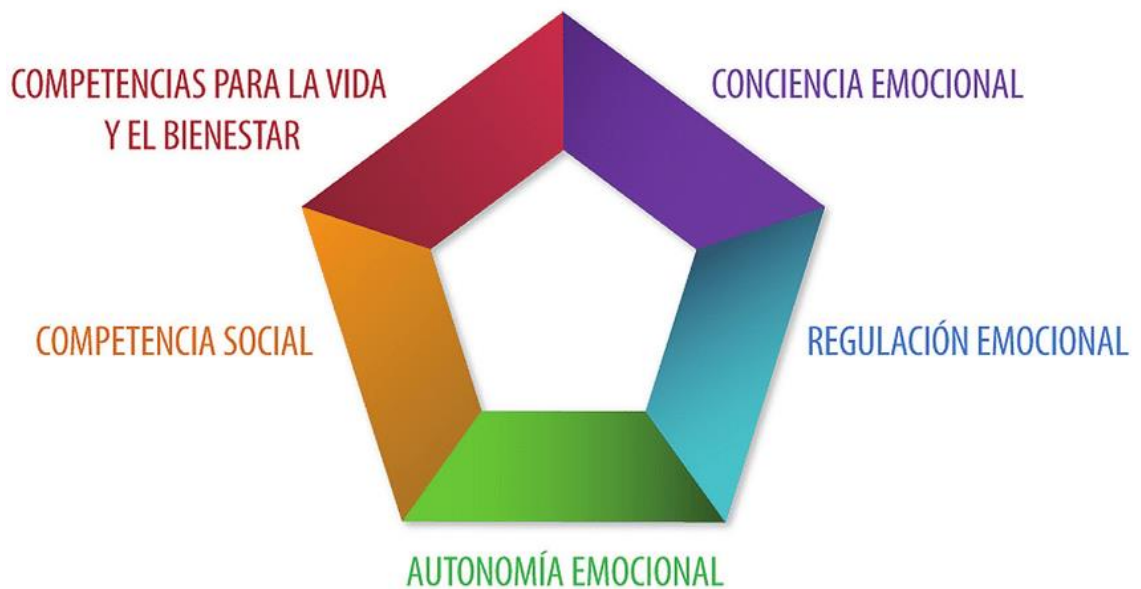 COMPETENCIAS PARA LA VIDA
Y EL BIENESTAR
CONCIENCIA EMOCIONAL
COMPETENCIA SOCIAL
REGULACIÓN EMOCIONAL
AUTONOMÍA EMOCIONAL